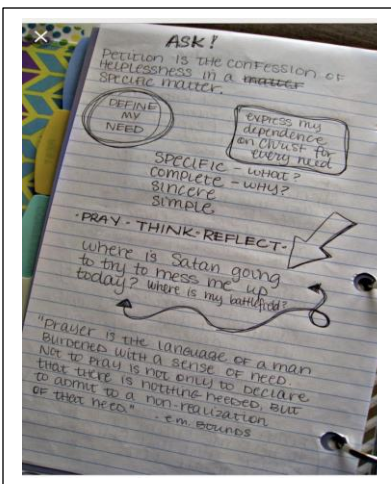 ASK!
PETITION IS THE CONFESSION OF
HELPLESSNESS IN A matter
SPECIFIC MATTER.
DEFINE
MY
NEED
express my
dependence
on Christ for
every need
SPECIFIC - WHAT?
COMPLETE - WHY?
SINCERE
SIMPLE
·PRAY·THINK·REFLECT·
where is Satan going
to try to mess me up
today? where is my battlefield?
"Prayer is the language of a man
burdened with a sense of need.
Not to pray is not only to declare
that there is nothing needed, but
to admit to a non-realization
of that need." - e.m. BOUNDS